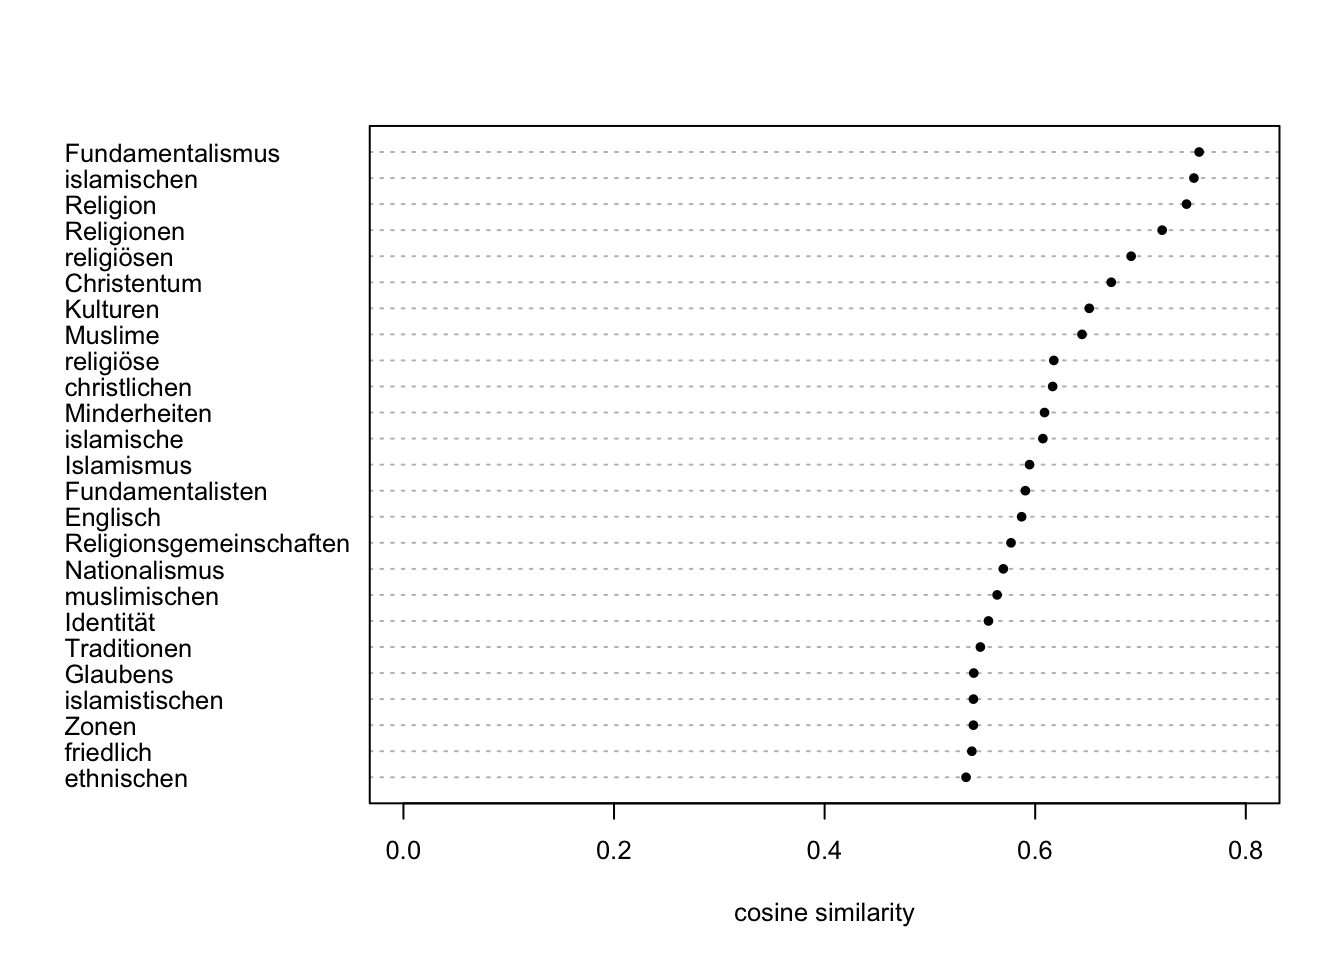 Fundamentalismus
islamischen
Religion
Religionen
religiösen
Christentum
Kulturen
Muslime
religiöse
christlichen
Minderheiten
islamische
Islamismus
Fundamentalisten
Englisch
Religionsgemeinschaften
Nationalismus
muslimischen
Identität
Traditionen
Glaubens
islamistischen
Zonen
friedlich
ethnischen
0.0 0.2 0.4 0.6 0.8
cosine similarity